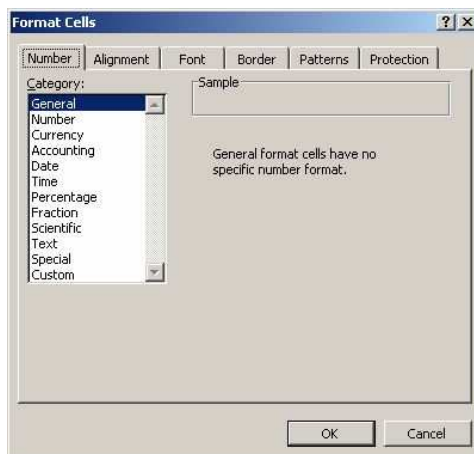 Format Cells
Number Alignment Font Border Patterns Protection
Category:
General
Number
Currency
Accounting
Date
Time
Percentage
Fraction
Scientific
Text
Special
Custom
Sample
General format cells have no
specific number format.
OK Cancel